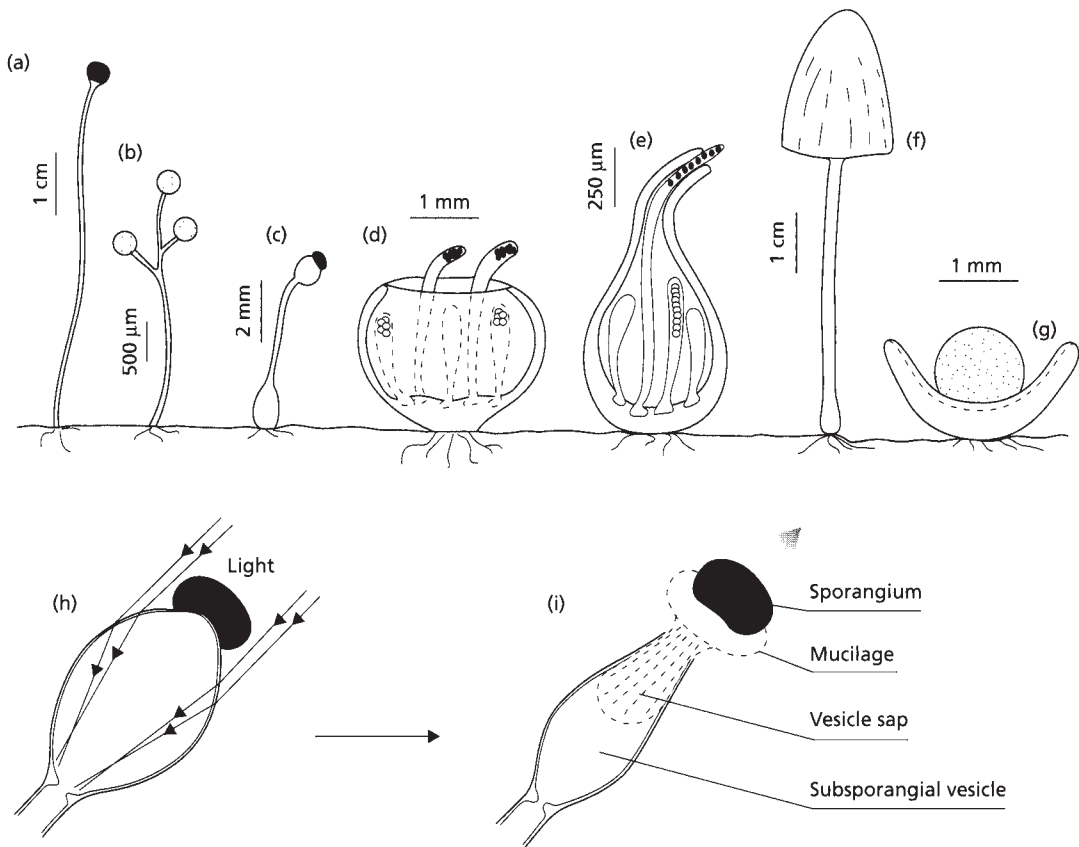 (a)
1 cm
(b)
500 μm
(c)
2 mm
(d)
1 mm
(e)
250 μm
(f)
1 cm
1 mm
(g)
(h)
Light
(i)
Sporangium
Mucilage
Vesicle sap
Subsporangial vesicle